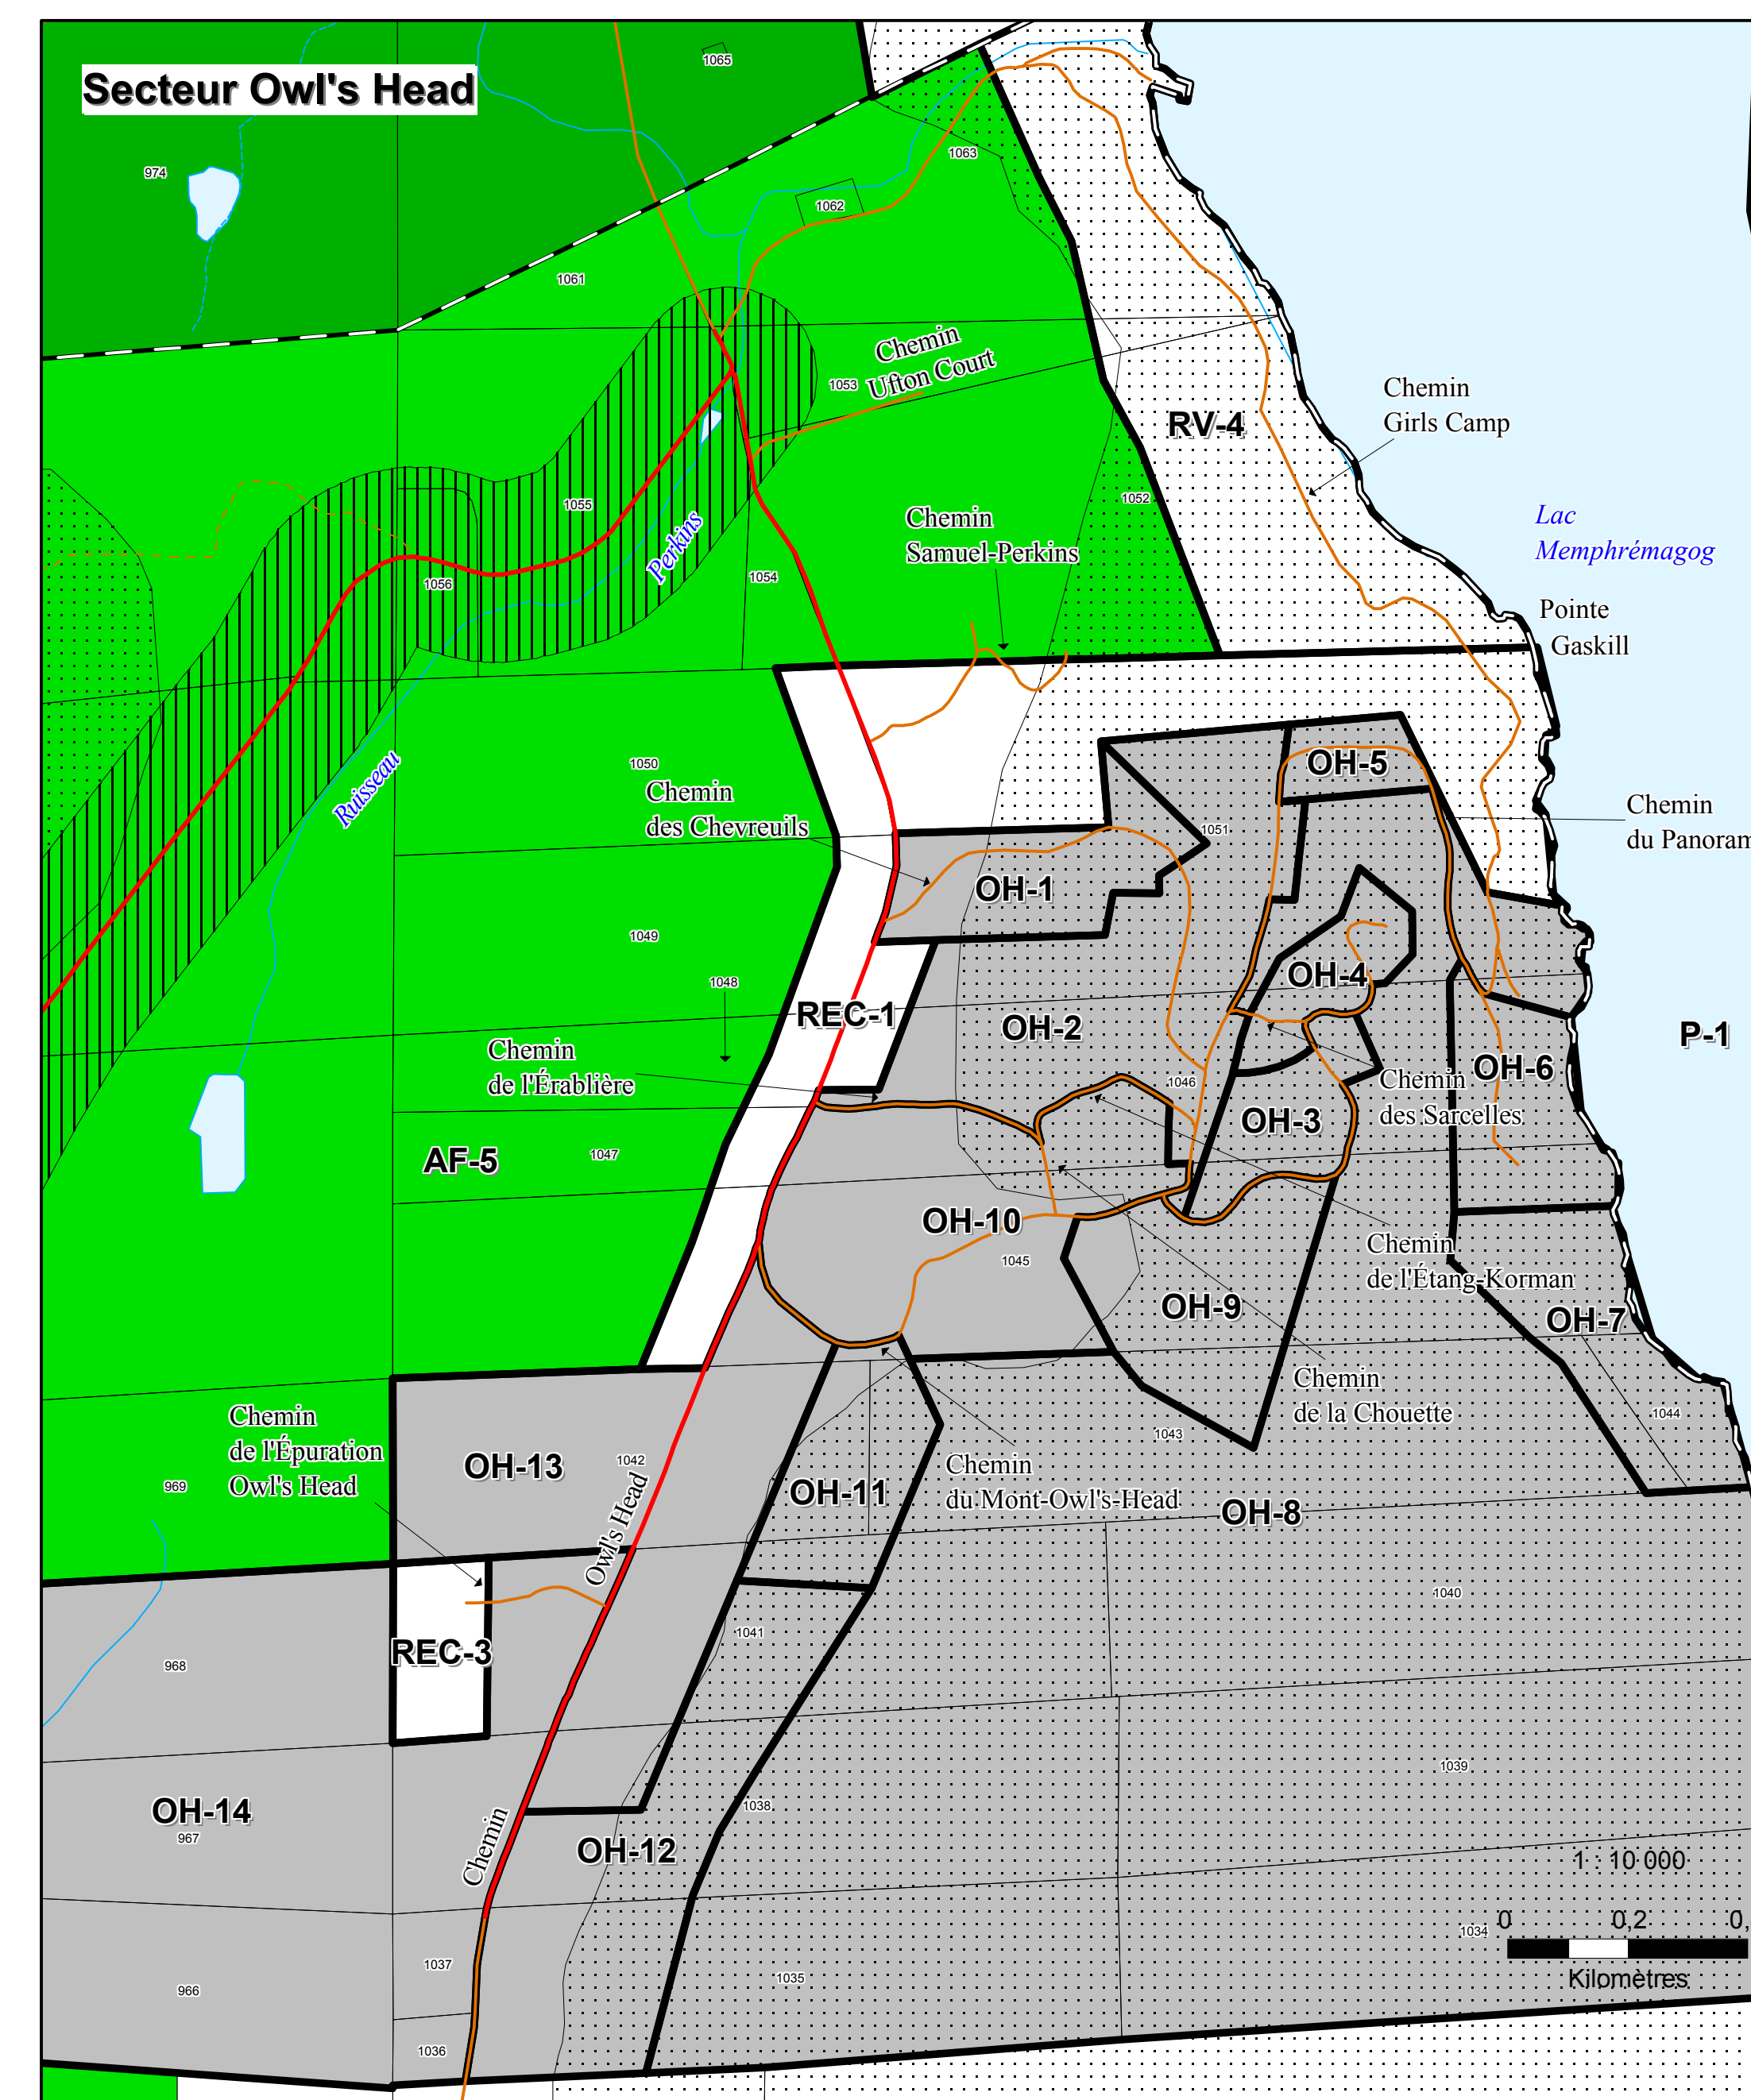 Secteur Owl's Head
1065
974
1063
1062
1061
Chemin
Ufton Court
1053
Chemin
Girls Camp
RV-4
1055
1052
Chemin
Samuel-Perkins
Lac
Memphrémagog
Perkins
1054
1056
Pointe
Gaskill
1050
Ruisseau
Chemin
des Chevreuils
OH-5
1051
Chemin
du Panoram
OH-1
1049
1048
OH-4
REC-1
OH-2
P-1
Chemin
de l'Érablière
OH-6
1046
Chemin
des Sarcelles
OH-3
AF-5
1047
OH-10
1045
Chemin
de l'Étang-Korman
OH-9
OH-7
Chemin
de la Chouette
Chemin
de l'Épuration
Owl's Head
1044
1043
OH-13
1042
Chemin
du Mont-Owl's-Head
969
OH-11
OH-8
Owl's Head
1040
1041
REC-3
968
1039
OH-14
1038
967
Chemin
OH-12
1 : 10 000
0
0,2
0,
1034
Kilomètres
1037
1035
966
1036